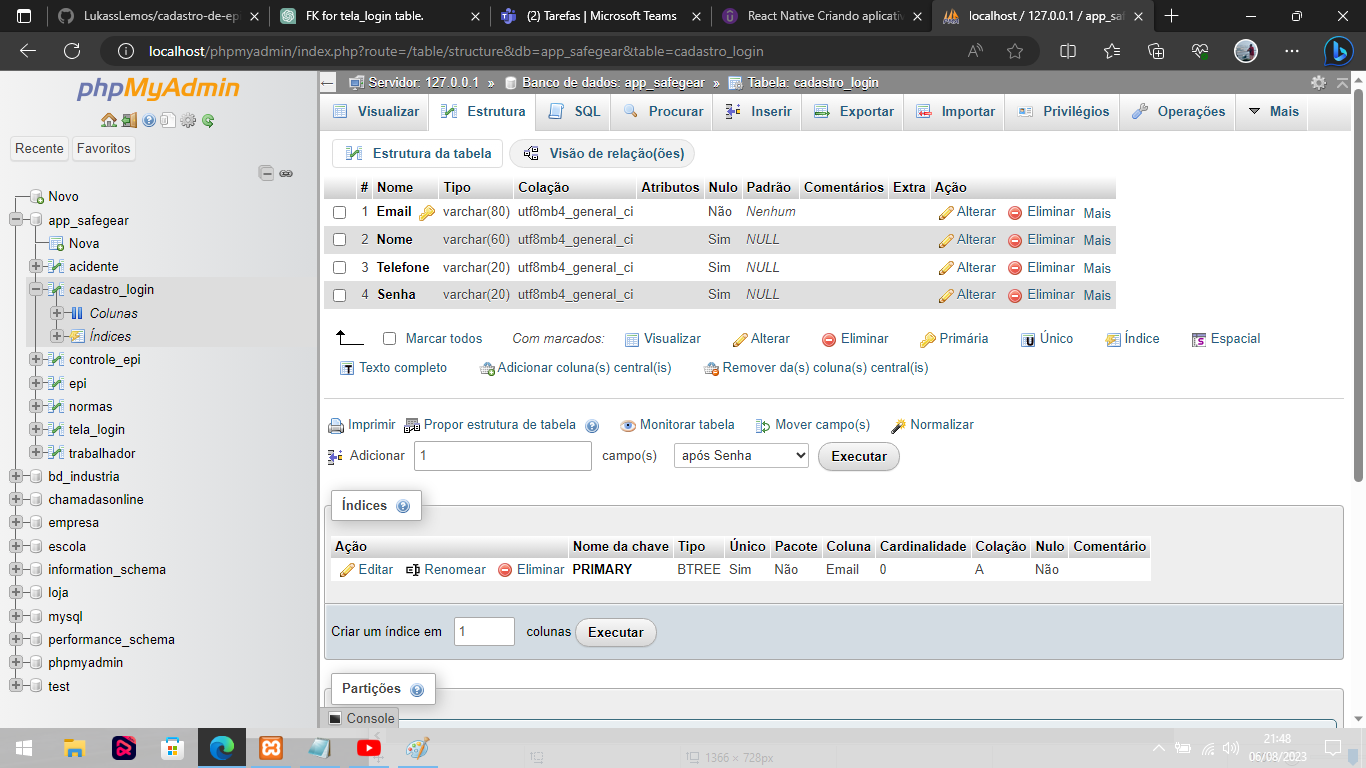 LukassLemos/cadastro-de-epi
FK for tela_login table.
(2) Tarefas | Microsoft Teams
React Native Criando aplicativ
localhost / 127.0.0.1 / app_saf
localhost/phpmyadmin/index.php?route=/table/structure&db=app_safegear&table=cadastro_login
phpMyAdmin
Recente Favoritos
Novo
app_safegear
Nova
acidente
cadastro_login
Colunas
Índices
controle_epi
epi
normas
tela_login
trabalhador
bd_industria
chamadasonline
empresa
escola
information_schema
loja
mysql
performance_schema
phpmyadmin
test
Servidor: 127.0.0.1 » Banco de dados: app_safegear » Tabela: cadastro_login
Visualizar Estrutura SQL Procurar Inserir Exportar Importar Privilégios Operações Mais
Estrutura da tabela Visão de relação(ões)
# Nome Tipo Colação Atributos Nulo Padrão Comentários Extra Ação
1 Email varchar(80) utf8mb4_general_ci Não Nenhum Alterar Eliminar Mais
2 Nome varchar(60) utf8mb4_general_ci Sim NULL Alterar Eliminar Mais
3 Telefone varchar(20) utf8mb4_general_ci Sim NULL Alterar Eliminar Mais
4 Senha varchar(20) utf8mb4_general_ci Sim NULL Alterar Eliminar Mais
Marcar todos Com marcados: Visualizar Alterar Eliminar Primária Único Índice Espacial
Texto completo Adicionar coluna(s) central(is) Remover da(s) coluna(s) central(is)
Imprimir Propor estrutura de tabela Monitorar tabela Mover campo(s) Normalizar
Adicionar 1 campo(s) após Senha Executar
Índices
Ação Nome da chave Tipo Único Pacote Coluna Cardinalidade Colação Nulo Comentário
Editar Renomear Eliminar PRIMARY BTREE Sim Não Email 0 A Não
Criar um índice em 1 colunas Executar
Partições
Console
1366 × 728px
21:48
06/08/2023